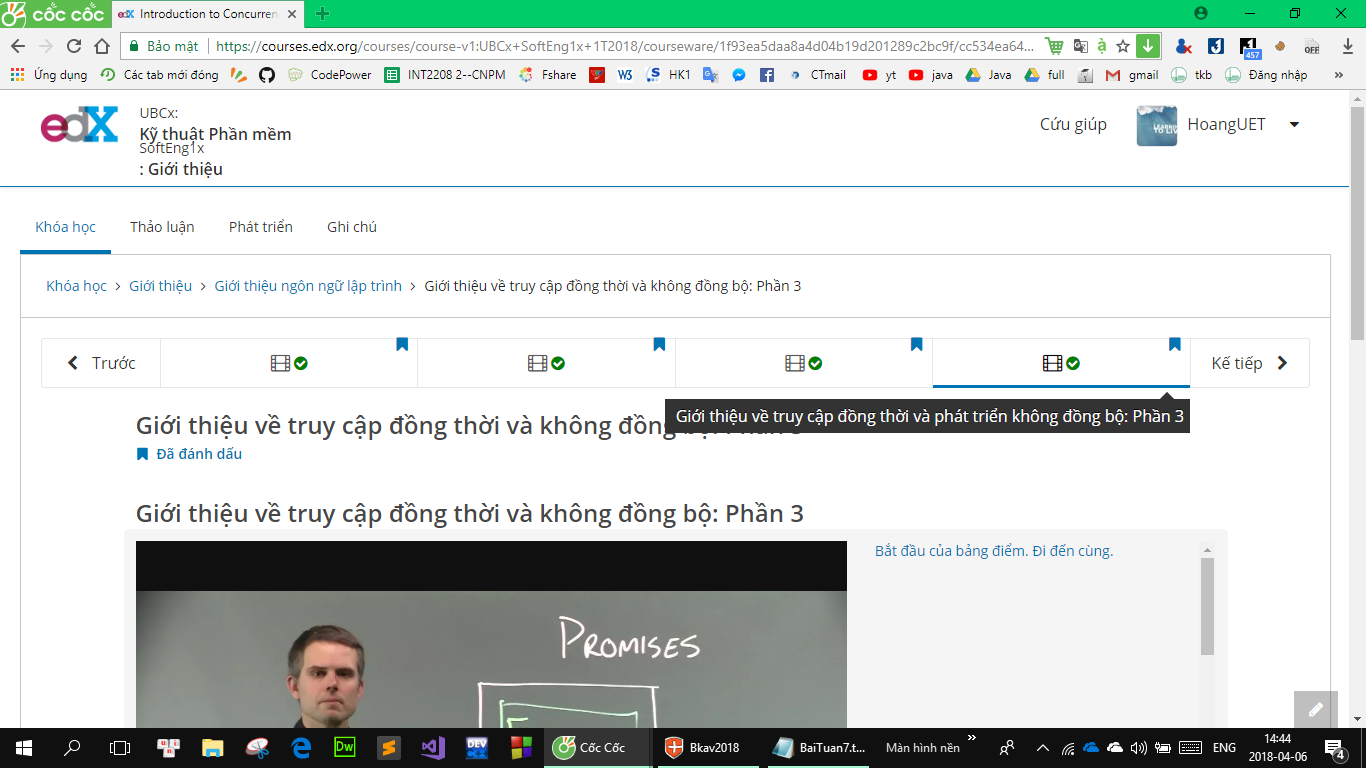 cốc cốc
edX Introduction to Concurren
Bảo mật https://courses.edx.org/courses/course-v1:UBCx+SoftEng1x+1T2018/courseware/1f93ea5daa8a4d04b19d201289c2bc9f/cc534ea64...
457
OFF
Ứng dụng Các tab mới đóng CodePower INT2208 2--CNPM Fshare W3 HK1 CTmail yt java Java full gmail tkb Đăng nhập »
edX
UBCx:
Kỹ thuật Phần mềm
SoftEng1x
: Giới thiệu
Cứu giúp HoangUET
Khóa học Thảo luận Phát triển Ghi chú
Khóa học > Giới thiệu > Giới thiệu ngôn ngữ lập trình > Giới thiệu về truy cập đồng thời và không đồng bộ: Phần 3
Trước Kế tiếp
Giới thiệu về truy cập đồng thời và phát triển không đồng bộ: Phần 3
Giới thiệu về truy cập đồng thời và không đồng bộ: Phần 3
Đã đánh dấu
Giới thiệu về truy cập đồng thời và không đồng bộ: Phần 3
Bắt đầu của bảng điểm. Đi đến cùng.
PROMISES
Dw DEV Cốc Cốc Bkav2018 BaiTuan7.t... Màn hình nền » ENG 14:44
2018-04-06 4